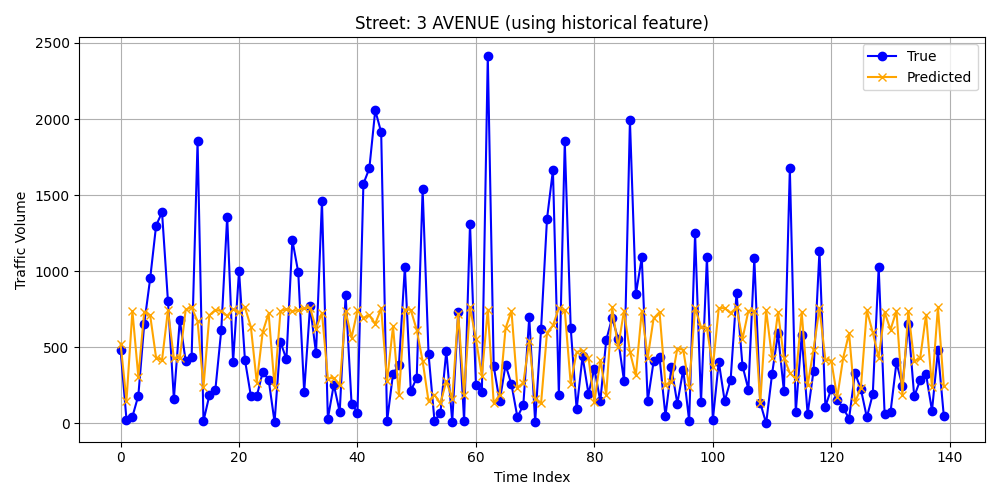 Street: 3 AVENUE (using historical feature)
True
Predicted
Traffic Volume
2500
2000
1500
1000
500
0
0 20 40 60 80 100 120 140
Time Index